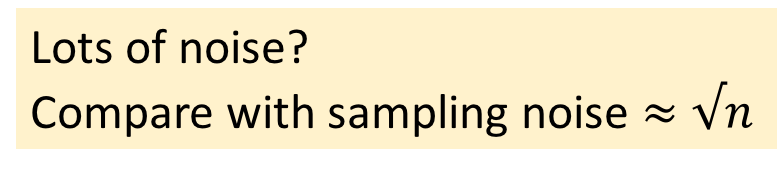 Lots of noise?
Compare with sampling noise ≈ √n